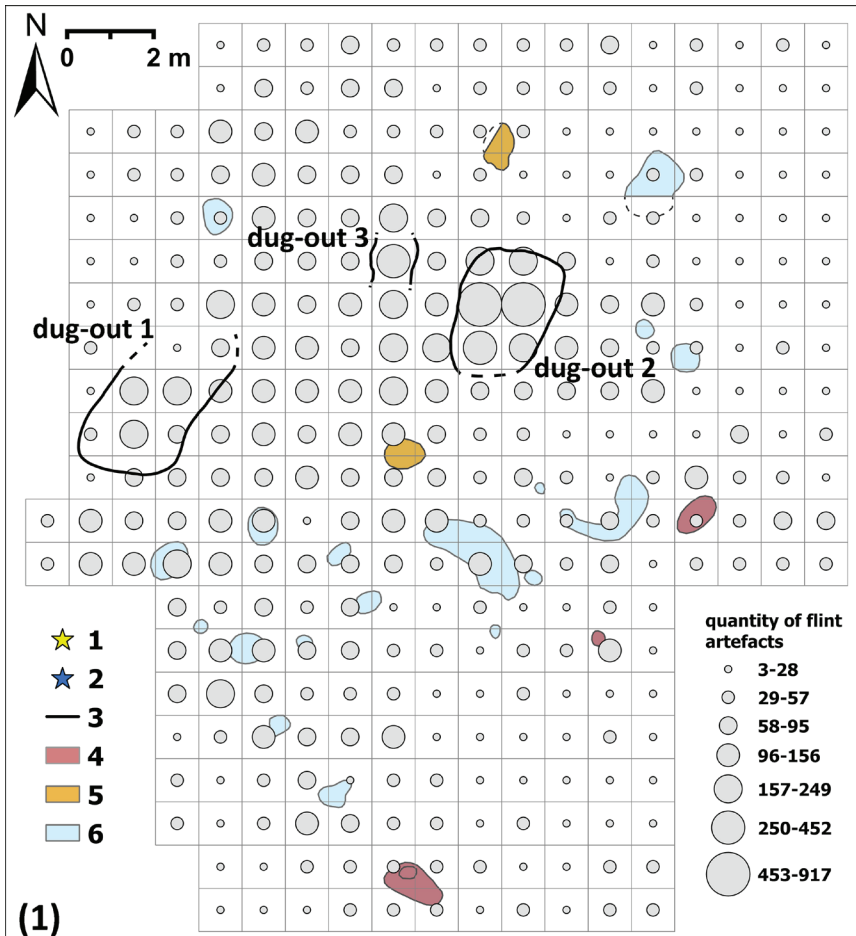 N
0 2 m
dug-out 3
dug-out 1
dug-out 2
1
2
3
4
5
6
quantity of flint
artefacts
3-28
29-57
58-95
96-156
157-249
250-452
453-917
(1)